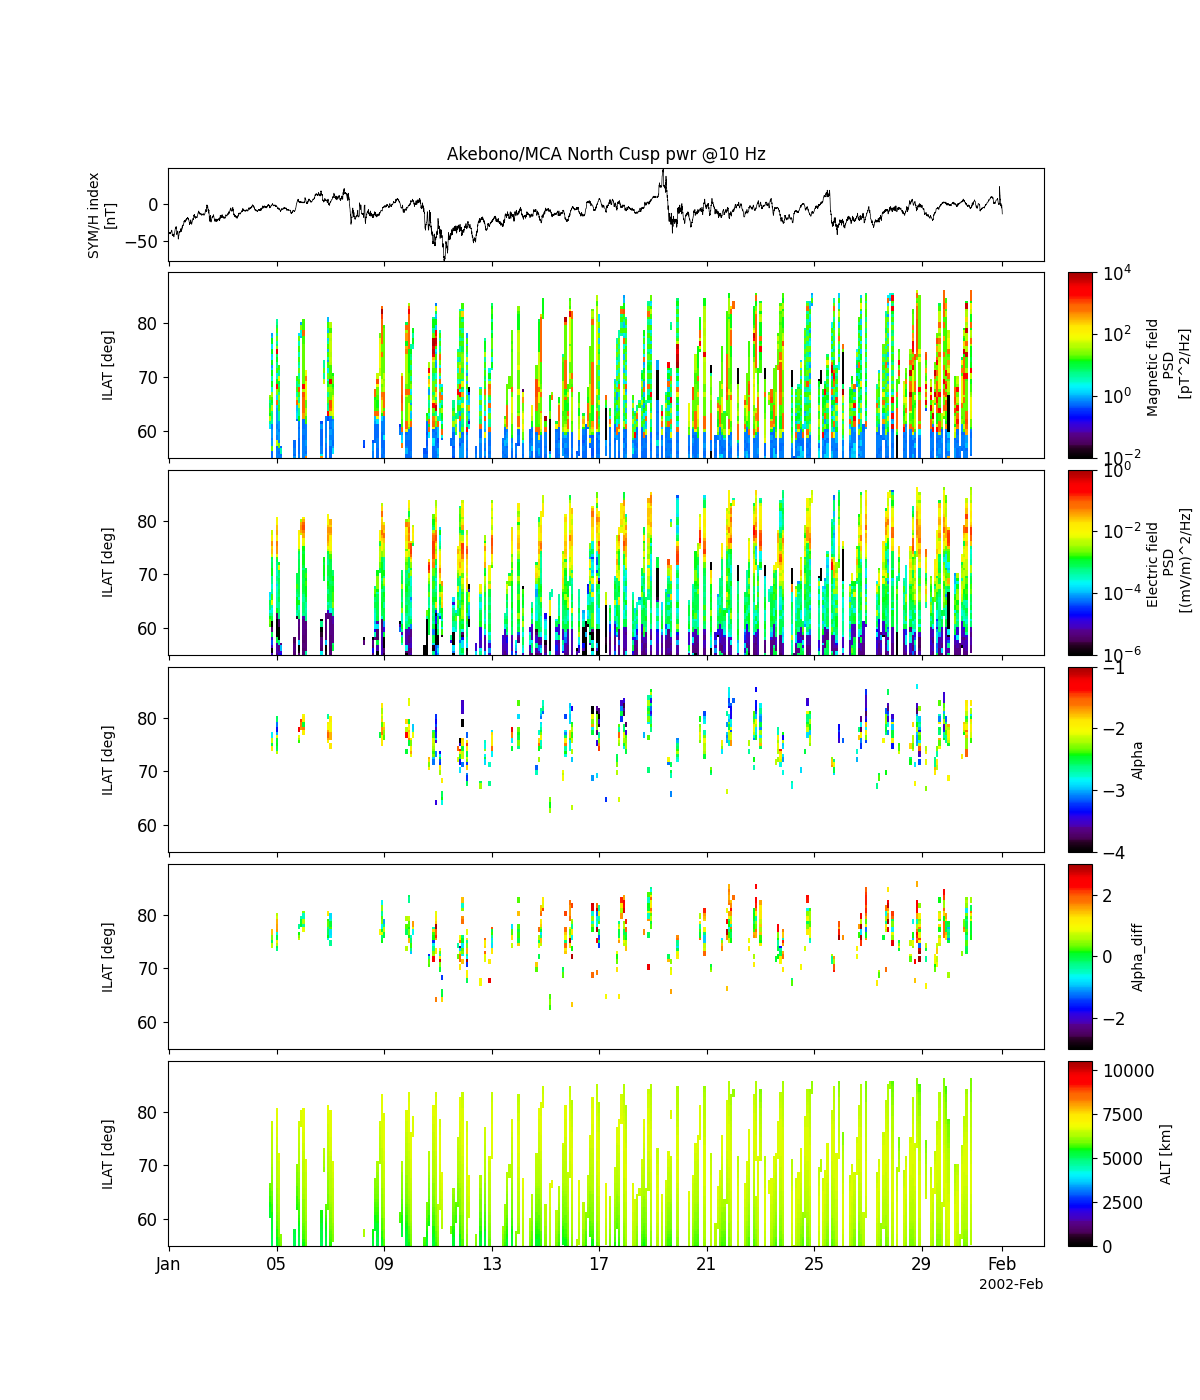 Akebono/MCA North Cusp pwr @10 Hz
SYM/H index
[nT]
0
−50
ILAT [deg]
80
70
60
10^4
10^2
10^0
10^-2
Magnetic field
PSD
[pT^2/Hz]
ILAT [deg]
80
70
60
10^0
10^-2
10^-4
10^-6
Electric field
PSD
[(mV/m)^2/Hz]
ILAT [deg]
80
70
60
−1
−2
−3
−4
Alpha
ILAT [deg]
80
70
60
2
0
−2
Alpha_diff
ILAT [deg]
80
70
60
10000
7500
5000
2500
0
ALT [km]
Jan 05 09 13 17 21 25 29 Feb
2002-Feb